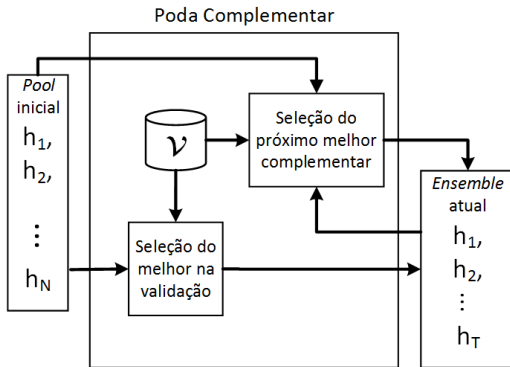 Poda Complementar
Pool
inicial
h1,
h2,
⋮
hN
V
Seleção do
próximo melhor
complementar
Seleção do
melhor na
validação
Ensemble
atual
h1,
h2,
⋮
hT